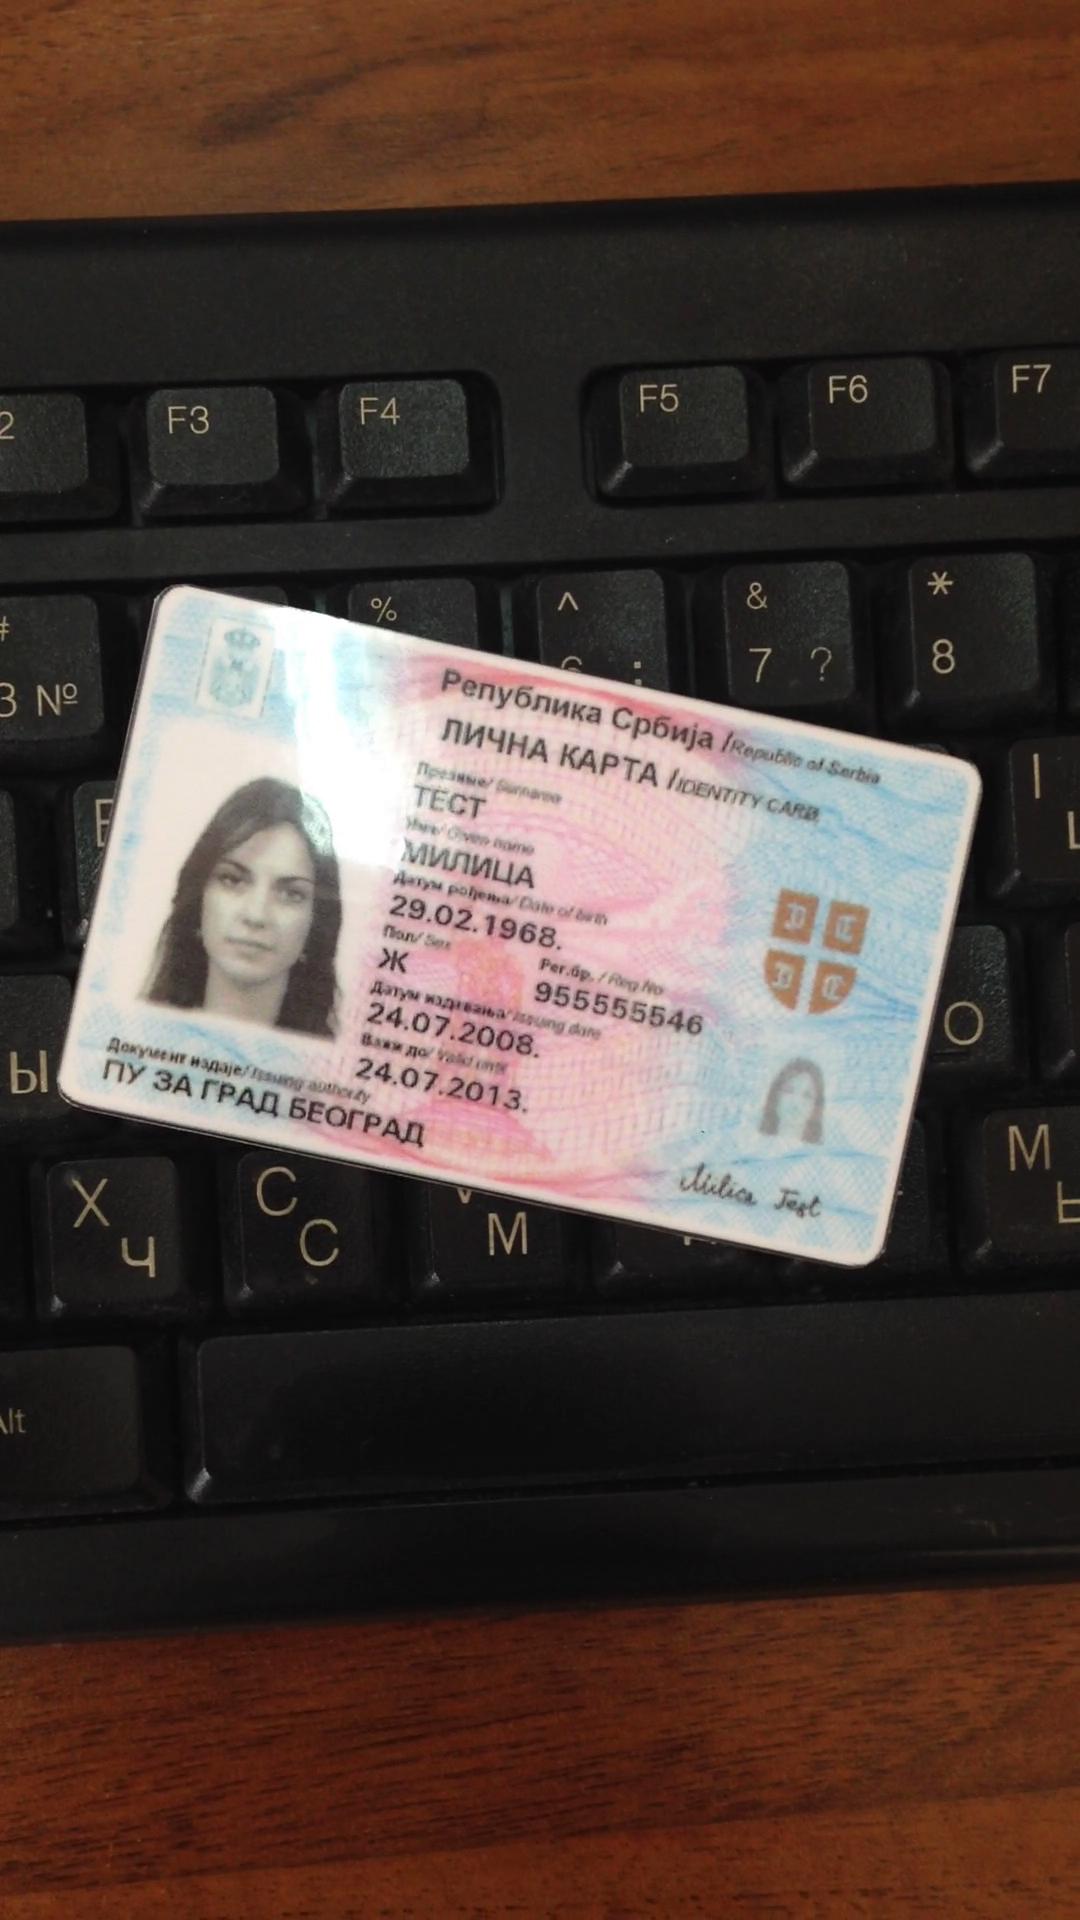 F3 F4 F5 F6 F7
№ % ^ & 7 ? * 8
Република Србија / Republic of Serbia
ЛИЧНА КАРТА / IDENTITY CARD
Презиме/ Surname
ТЕСТ
Име/ Given name
МИЛИЦА
Датум рођења/ Date of birth
29.02.1968.
Пол/ Sex
Ж
Рег.бр. / Reg.No
955555546
Датум издавања/ Issuing date
24.07.2008.
Важи до/ Valid until
24.07.2013.
Документ издаје/ Issuing authority
ПУ ЗА ГРАД БЕОГРАД
Milica Test
Ы О
X Ч C С М M Ь
Alt